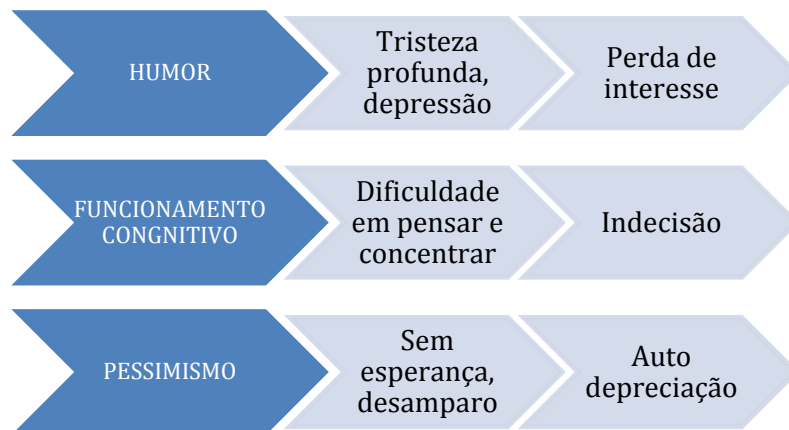 HUMOR
Tristeza
profunda,
depressão
Perda de
interesse
FUNCIONAMENTO
CONGNITIVO
Dificuldade
em pensar e
concentrar
Indecisão
PESSIMISMO
Sem
esperança,
desamparo
Auto
depreciação